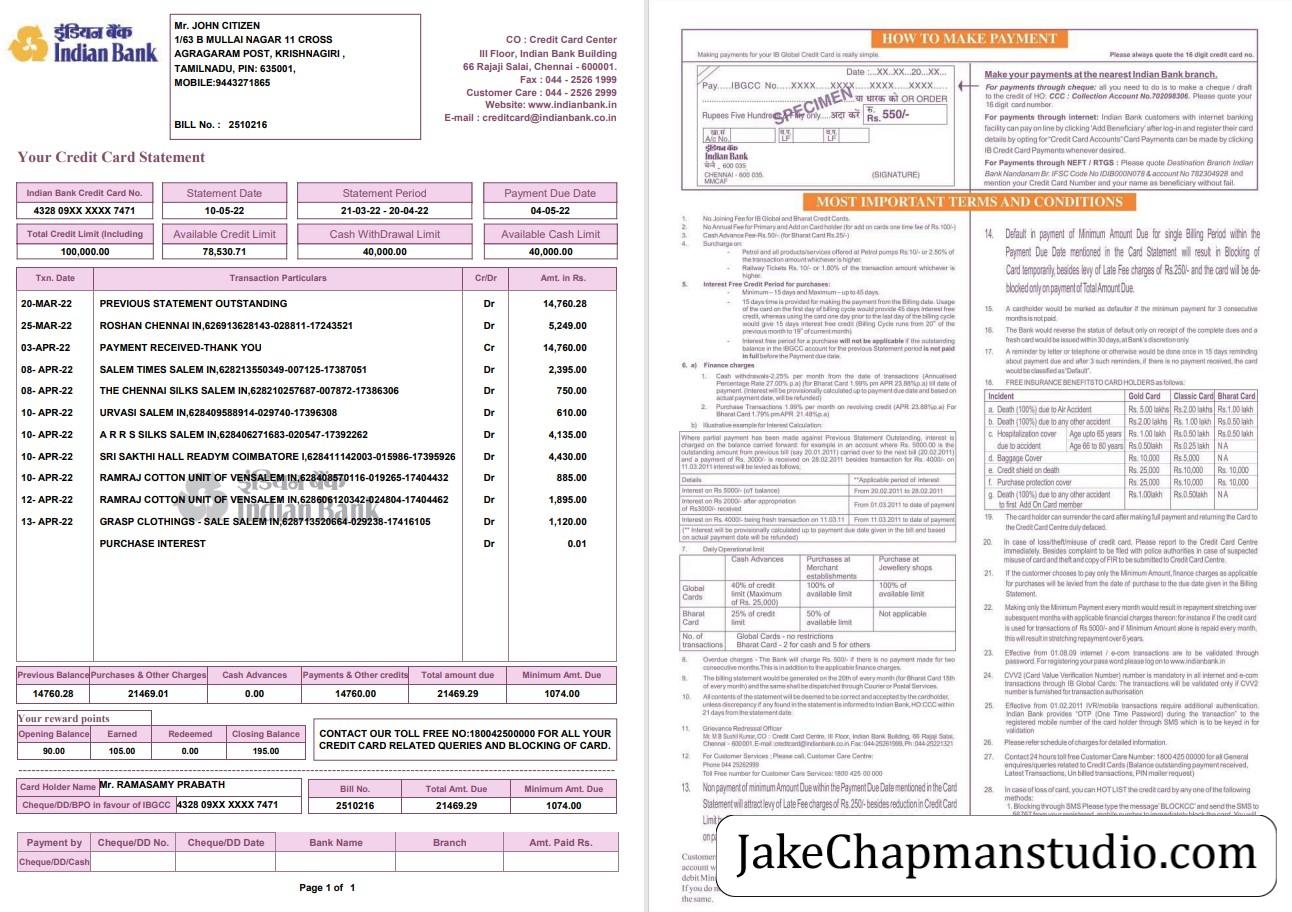 इंडियन बैंक
Indian Bank
Mr. JOHN CITIZEN
1/63 B MULLAI NAGAR 11 CROSS
AGRAGARAM POST, KRISHNAGIRI ,
TAMILNADU, PIN: 635001,
MOBILE:9443271865
BILL No. : 2510216
CO : Credit Card Center
III Floor, Indian Bank Building
66 Rajaji Salai, Chennai - 600001.
Fax : 044 - 2526 1999
Customer Care : 044 - 2526 2999
Website: www.indianbank.in
E-mail : creditcard@indianbank.co.in
Your Credit Card Statement
Indian Bank Credit Card No. Statement Date Statement Period Payment Due Date
4328 09XX XXXX 7471 10-05-22 21-03-22 - 20-04-22 04-05-22
Total Credit Limit (Including Available Credit Limit Cash WithDrawal Limit Available Cash Limit
100,000.00 78,530.71 40,000.00 40,000.00
Txn. Date Transaction Particulars Cr/Dr Amt. in Rs.
20-MAR-22 PREVIOUS STATEMENT OUTSTANDING Dr 14,760.28
25-MAR-22 ROSHAN CHENNAI IN,626913628143-028811-17243521 Dr 5,249.00
03-APR-22 PAYMENT RECEIVED-THANK YOU Cr 14,760.00
08- APR-22 SALEM TIMES SALEM IN,628213550349-007125-17387051 Dr 2,395.00
08- APR-22 THE CHENNAI SILKS SALEM,628210257687-007872-17386306 Dr 750.00
10- APR-22 URVASI SALEM IN,628409588914-029740-17396308 Dr 610.00
10- APR-22 A R R S SILKS SALEM IN,628406271683-020547-17392262 Dr 4,135.00
10- APR-22 SRI SAKTHI HALL READYM COIMBATORE I,628411142003-015986-17395926 Dr 4,430.00
10- APR-22 RAMRAJ COTTON UNIT OF VENSALEM IN,628408570116-019265-17404432 Dr 885.00
12- APR-22 RAMRAJ COTTON UNIT OF VENSALEM IN,628606120342-024804-17404462 Dr 1,895.00
13- APR-22 GRASP CLOTHINGS - SALE SALEM IN,628713520664-029238-17416105 Dr 1,120.00
PURCHASE INTEREST Dr 0.01
इंडियन बैंक
Indian Bank
Previous Balance Purchases & Other Charges Cash Advances Payments & Other credits Total amount due Minimum Amt. Due
14760.28 21469.01 0.00 14760.00 21469.29 1074.00
Your reward points
Opening Balance Earned Redeemed Closing Balance
90.00 105.00 0.00 195.00
CONTACT OUR TOLL FREE NO:180042500000 FOR ALL YOUR
CREDIT CARD RELATED QUERIES AND BLOCKING OF CARD.
Card Holder Name Mr. RAMASAMY PRABATH
Cheque/DD/BPO in favour of IBGCC 4328 09XX XXXX 7471
Bill No. Total Amt. Due Minimum Amt. Due
2510216 21469.29 1074.00
Payment by Cheque/DD No. Cheque/DD Date Bank Name Branch Amt. Paid Rs.
Cheque/DD/Cash
Page 1 of 1
HOW TO MAKE PAYMENT
Making payments for your IB Global Credit Card is really simple. Please always quote the 16 digit credit card no.
Date :...XX..XX...20...XX...
Pay.....IBGCC No.....XXXX....XXXX....XXXX.....XXXX...
या धारक को OR ORDER
SPECIMEN
Rupees Five Hundred only.....अदा करें रु. Rs. 550/-
A/c No. LF LF
इंडियन बैंक
Indian Bank
CHENNAI - 600 035.
MMCAF (SIGNATURE)
Make your payments at the nearest Indian Bank branch.
For payments through cheque: all you need to do is to make a cheque / draft
to the credit of HO: CCC : Collection Account No.702098306. Please quote your
16 digit card number.
For payments through internet: Indian Bank customers with internet banking
facility can pay on line by clicking 'Add Beneficiary' after log-in and register their card
details by opting for "Credit Card Accounts" Card Payments can be made by clicking
IB Credit Card Payments whenever desired.
For Payments through NEFT / RTGS : Please quote Destination Branch Indian
Bank Nandanam Br. IFSC Code No IDIB000N078 & account No 782304928 and
mention your Credit Card Number and your name as beneficiary without fail.
MOST IMPORTANT TERMS AND CONDITIONS
1. No Joining Fee for IB Global and Bharat Credit Cards.
2. No Annual Fee for Primary and Add on Card holder (for add on cards one time fee of Rs.100/-)
3. Cash Advance Fee-Rs.50/- (for Bharat Card Rs.25/-)
4. Surcharge on:
- Petrol and all products/services offered at Petrol pumps Rs.10/- or 2.50% of
the transaction amount whichever is higher.
- Railway Tickets Rs. 10/- or 1.80% of the transaction amount whichever is
higher.
5. Interest Free Credit Period for purchases:
- Minimum – 15 days and Maximum – up to 45 days.
- 15 days time is provided for making the payment from the Billing date. Usage
of the card on the first day of billing cycle would provide 45 days Interest free
credit, whereas using the card one day prior to the last day of the billing cycle
would give 15 days interest free credit (Billing Cycle runs from 20" of the
previous month to 19" of current month)
- Interest free period for a purchase will not be applicable if the outstanding
balance in the IBGCC account for the previous Statement period is not paid
in full before the Payment due date.
6. a) Finance charges
1. Cash withdrawals-2.25% per month from the date of transactions (Annualised
Percentage Rate 27.00% p.a) (for Bharat Card 1.99% pm APR 23.88%p.a) till date of
payment. (Interest will be provisionally calculated up to payment due date and based on
actual payment date, will be refunded)
2. Purchase Transactions 1.99% per month on revolving credit (APR 23.88%p.a) For
Bharat Card 1.79% pm APR 21.48%p.a)
b) Illustrative example for Interest Calculation:
Where partial payment has been made against Previous Statement Outstanding, interest is
charged on the balance carried forward: for example in an account where Rs. 5000.00 is the
outstanding amount from previous bill (say 20.01.2011) carried over to the next bill (20.02.2011)
and a payment of Rs. 3000/- is received on 28.02.2011 besides transaction for Rs. 4000/- on
11.03.2011 interest will be levied as follows;
Details **Applicable period of interest
Interest on Rs 5000/- (of balance) From 20.02.2011 to 28.02.2011
Interest on Rs 2000/- after appropriation
of Rs3000/- received From 01.03.2011 to date of payment
Interest on Rs. 4000/- being fresh transaction on 11.03.11 From 11.03.2011 to date of payment
(** Interest will be provisionally calculated up to payment due date given in the bill and based
on actual payment date will be refunded)
7. Daily Operational limit
Cash Advances Purchases at Merchant establishments Purchase at Jewellery shops
Global Cards 40% of credit limit (Maximum of Rs. 25,000) 100% of available limit 100% of available limit
Bharat Card 25% of credit limit 50% of available limit Not applicable
No. of transactions Global Cards - no restrictions
Bharat Card - 2 for cash and 5 for others
8. Overdue charges - The Bank will charge Rs. 500/- if there is no payment made for two
consecutive months.This is in addition to the applicable finance charges.
9. The billing statement would be generated on the 20th of every month (for Bharat Card 15th
of every month) and the same shall be dispatched through Courier or Postal Services.
10. All contents of the statement will be deemed to be correct and accepted by the cardholder,
unless discrepancy if any found in the statement is informed to Indian Bank, HO:CCC within
21 days from the statement date.
11. Grievance Redressal Officer
Mr. M B Sushil Kumar, CO : Credit Card Centre, III Floor, Indian Bank Building, 66 Rajaji Salai,
Chennai - 600001. E-mail : creditcard@indianbank.co.in. Fax: 044-25261999, Ph: 044-25221321
12. For Customer Services ; Please call, Customer Care Centre:
Phone 044 25262999
Toll Free number for Customer Care Services: 1800 425 00 000
13. Non payment of minimum Amount Due within the Payment Due Date mentioned in the Card
Statement will attract levy of Late Fee charges of Rs.250/- besides reduction in Credit Card
Customer
account w
debit Min
If you do n
the same.
14. Default in payment of Minimum Amount Due for single Billing Period within the
Payment Due Date mentioned in the Card Statement will result in Blocking of
Card temporarily, besides levy of Late Fee charges of Rs.250/- and the card will be de-
blocked only on payment of Total Amount Due.
15. A cardholder would be marked as defaulter if the minimum payment for 3 consecutive
months is not paid.
16. The Bank would reverse the status of default only on receipt of the complete dues and a
fresh card would be issued within 30 days, at Bank's discretion only.
17. A reminder by letter or telephone or otherwise would be done once in 15 days reminding
about payment due and after 3 such reminders, if there is no payment received, the card
would be classified as "Default".
18. FREE INSURANCE BENEFITS TO CARD HOLDERS as follows:
Incident Gold Card Classic Card Bharat Card
a. Death (100%) due to Air Accident Rs. 5.00 lakhs Rs.2.00 lakhs Rs.1.00 lakh
b. Death (100%) due to any other accident Rs.2.00 lakhs Rs.1.00 lakh Rs.0.50 lakh
c. Hospitalization cover due to accident Age upto 65 years Rs. 1.00 lakh Rs.0.50 lakh Rs.0.50 lakh
Age 66 to 80 years Rs.0.50 lakh Rs.0.25 lakh N A
d. Baggage Cover Rs. 10,000 Rs.5,000 N A
e. Credit shield on death Rs. 25,000 Rs.10,000 Rs. 10,000
f. Purchase protection cover Rs. 25,000 Rs.10,000 Rs. 10,000
g. Death (100%) due to any other accident
to first Add On Card member Rs.1.00lakh Rs.0.50lakh N A
19. The card holder can surrender the card after making full payment and returning the Card to
the Credit Card Centre duly defaced.
20. In case of loss/theft/misuse of credit card, Please report to the Credit Card Centre
immediately. Besides complaint to be filed with police authorities in case of suspected
misuse of card and theft and copy of FIR to be submitted to Credit Card Centre.
21. If the customer chooses to pay only the Minimum Amount, finance charges as applicable
for purchases will be levied from the date of purchase to the due date given in the Billing
Statement.
22. Making only the Minimum Payment every month would result in repayment stretching over
subsequent months with applicable financial charges thereon: for instance if the credit card
is used for transactions of Rs 5000/- and if Minimum Amount alone is repaid every month,
this will result in stretching repayment over 6 years.
23. Effective from 01.08.09 internet / e-com transactions are to be validated through
password. For registering your password please log on to www.indianbank.in
24. CVV2 (Card Value Verification Number) is mandatory in all internet and e-com
transactions through IB Global Cards. The transactions will be validated only if CVV2
number is furnished for transaction authorisation
25. Effective from 01.02.2011 IVR/mobile transactions require additional authentication.
Indian Bank provides "OTP (One Time Password) during the transaction" to the
registered mobile number of the card holder through SMS which is to be keyed in for
validation
26. Please refer schedule of charges for detailed information.
27. Contact 24 hours toll free Customer Care Number: 1800 425 00000 for all General
enquires/queries related to Credit Cards (Balance outstanding payment received,
Latest Transactions, Un billed transactions, PIN mailer request)
28. In case of loss of card, you can HOT LIST the credit card by any one of the following
methods:
1. Blocking through SMS Please type the message' BLOCKCC' and send the SMS to
JakeChapmanstudio.com